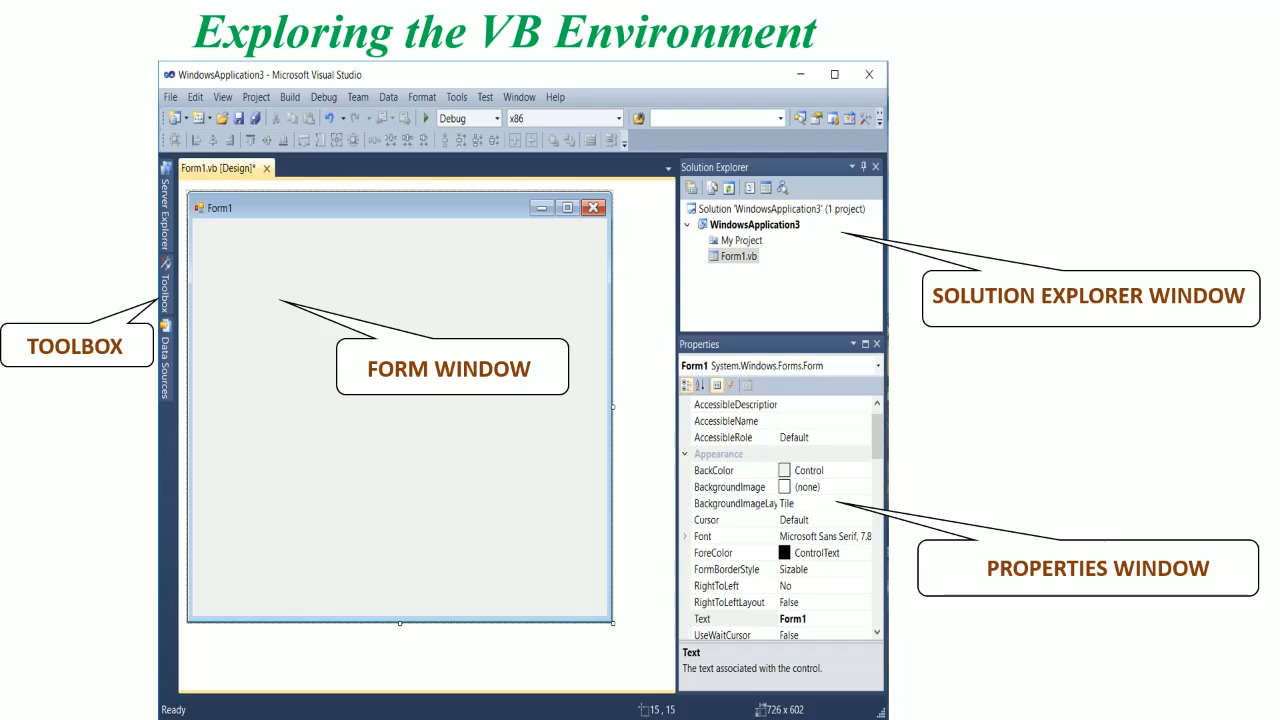 Exploring the VB Environment
WindowsApplication3 - Microsoft Visual Studio
File Edit View Project Build Debug Team Data Format Tools Test Window Help
Debug x86
Form1.vb [Design]*
Server Explorer
Toolbox
Data Sources
Form1
TOOLBOX
FORM WINDOW
Solution Explorer
Solution 'WindowsApplication3' (1 project)
WindowsApplication3
My Project
Form1.vb
SOLUTION EXPLORER WINDOW
Properties
Form1 System.Windows.Forms.Form
AccessibleDescription
AccessibleName
AccessibleRole Default
Appearance
BackColor Control
BackgroundImage (none)
BackgroundImageLay Tile
Cursor Default
Font Microsoft Sans Serif, 7.8
ForeColor ControlText
FormBorderStyle Sizable
RightToLeft No
RightToLeftLayout False
Text Form1
UseWaitCursor False
Text
The text associated with the control.
PROPERTIES WINDOW
Ready 15 , 15 726 x 602